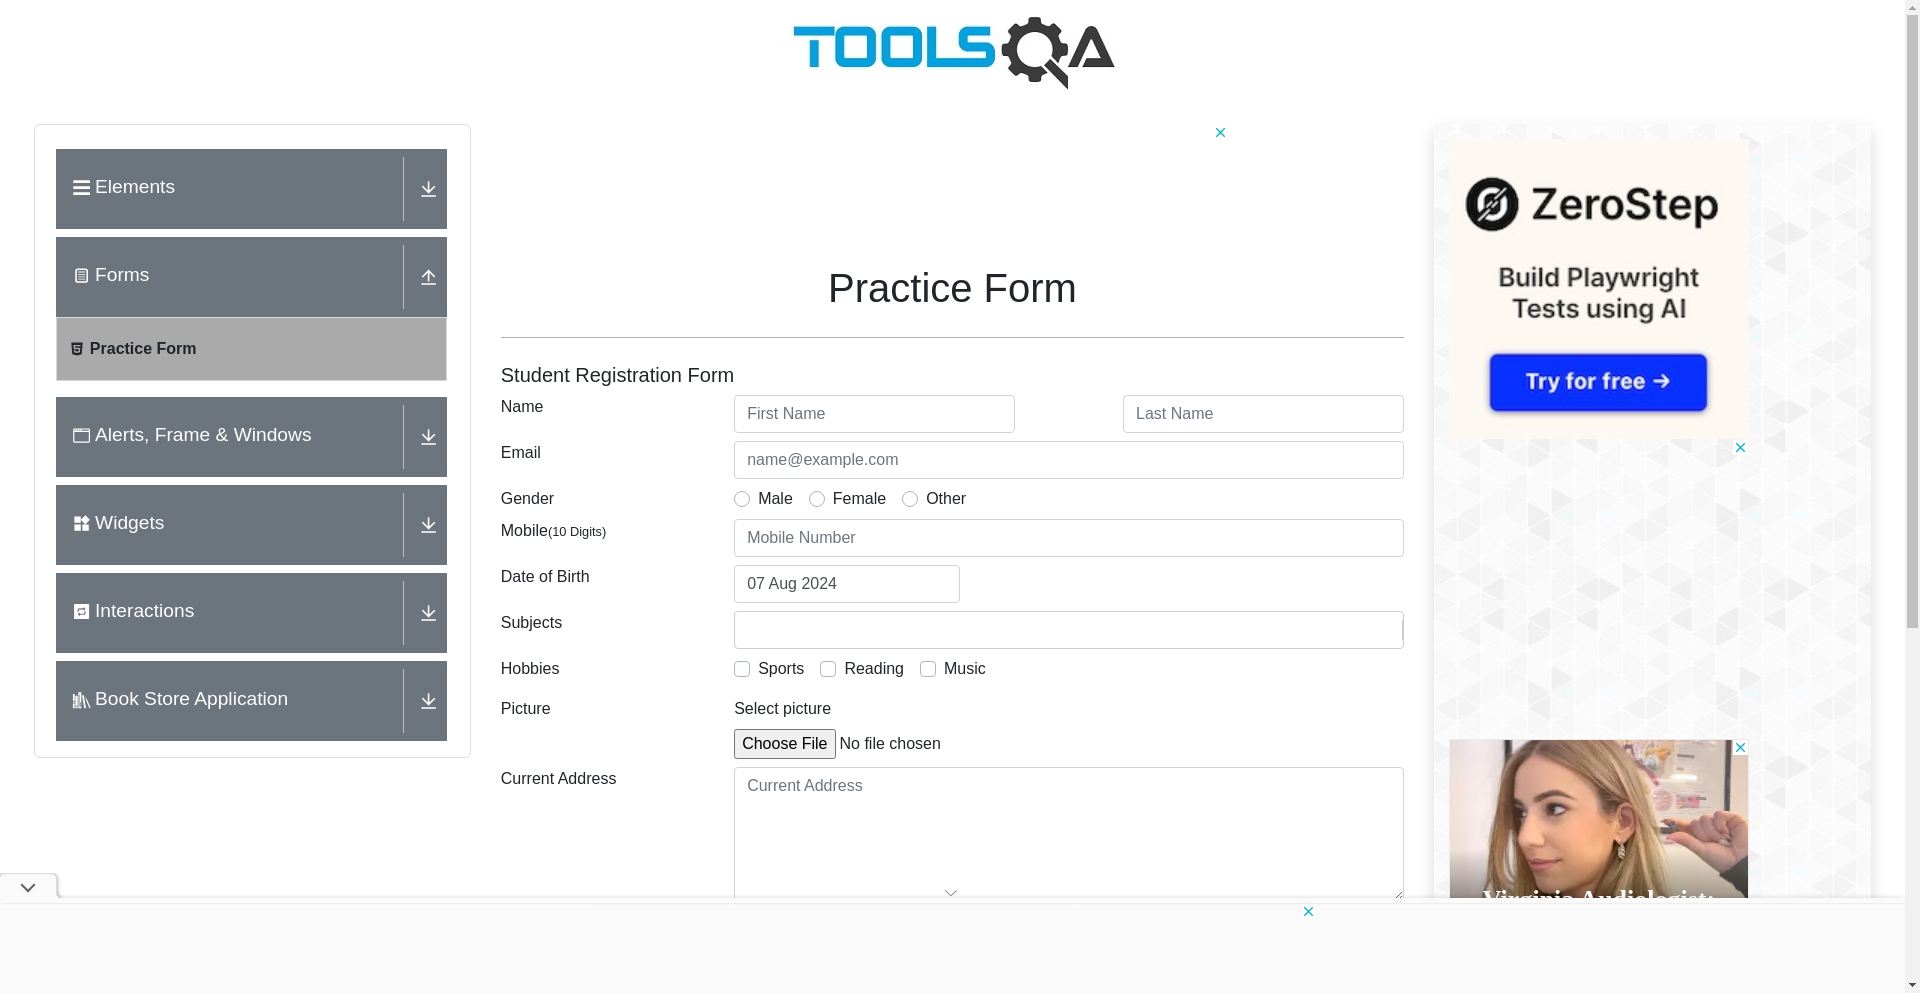 TOOLSQA
Elements
Forms
Practice Form
Alerts, Frame & Windows
Widgets
Interactions
Book Store Application
Practice Form
Student Registration Form
Name
First Name
Last Name
Email
name@example.com
Gender
Male
Female
Other
Mobile(10 Digits)
Mobile Number
Date of Birth
07 Aug 2024
Subjects
Hobbies
Sports
Reading
Music
Picture
Select picture
Choose File No file chosen
Current Address
Current Address
ZeroStep
Build Playwright
Tests using AI
Try for free →
Virginia Audiologist: